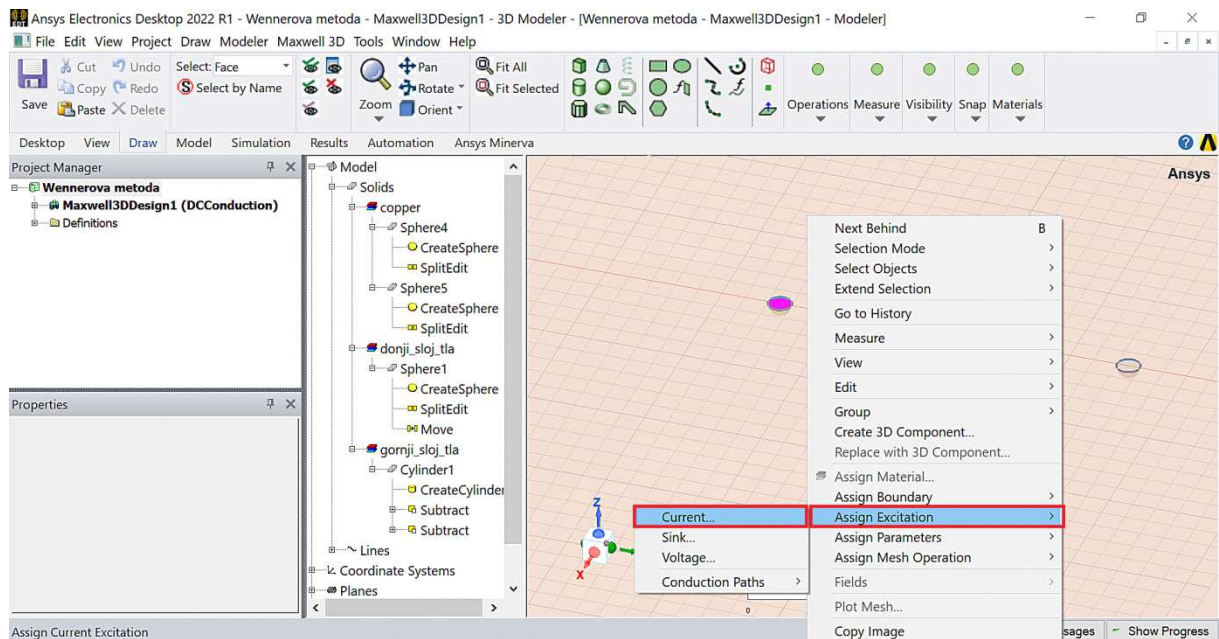 Ansys Electronics Desktop 2022 R1 - Wennerova metoda - Maxwell3DDesign1 - 3D Modeler - [Wennerova metoda - Maxwell3DDesign1 - Modeler]
File Edit View Project Draw Modeler Maxwell 3D Tools Window Help
Save
Cut Undo
Copy Redo
Paste Delete
Select: Face
Select by Name
Zoom
Pan
Rotate
Orient
Fit All
Fit Selected
Operations Measure Visibility Snap Materials
Desktop View Draw Model Simulation Results Automation Ansys Minerva
Project Manager
Wennerova metoda
Maxwell3DDesign1 (DCConduction)
Definitions
Properties
Model
Solids
copper
Sphere4
CreateSphere
SplitEdit
Sphere5
CreateSphere
SplitEdit
donji_sloj_tla
Sphere1
CreateSphere
SplitEdit
Move
gornji_sloj_tla
Cylinder1
CreateCylinder
Subtract
Subtract
Lines
Coordinate Systems
Planes
Ansys
Z
X
0
Next Behind B
Selection Mode
Select Objects
Extend Selection
Go to History
Measure
View
Edit
Group
Create 3D Component...
Replace with 3D Component...
Assign Material...
Assign Boundary
Assign Excitation
Assign Parameters
Assign Mesh Operation
Fields
Plot Mesh...
Copy Image
Current...
Sink...
Voltage...
Conduction Paths
Assign Current Excitation
Show Progress